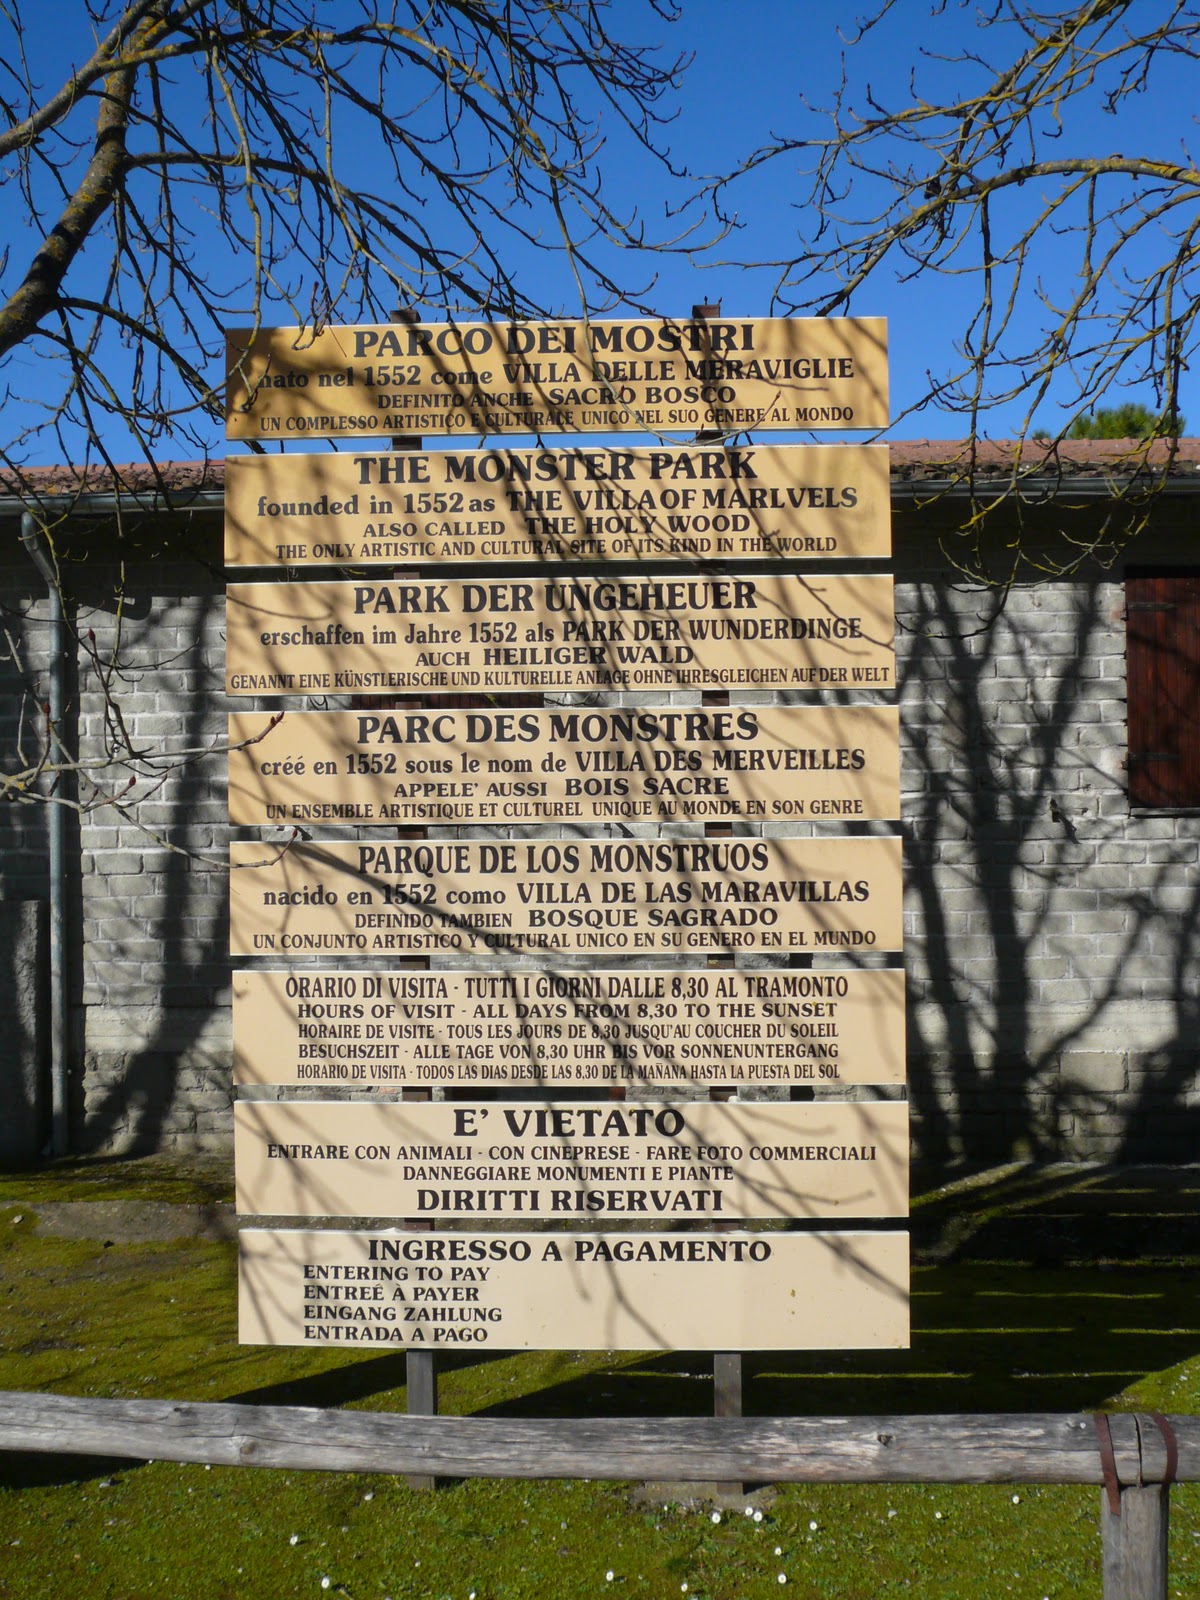 PARCO DEI MOSTRI
nato nel 1552 come VILLA DELLE MERAVIGLIE
DEFINITO ANCHE SACRO BOSCO
UN COMPLESSO ARTISTICO E CULTURALE UNICO NEL SUO GENERE AL MONDO
THE MONSTER PARK
founded in 1552 as THE VILLA OF MARLVELS
ALSO CALLED THE HOLY WOOD
THE ONLY ARTISTIC AND CULTURAL SITE OF ITS KIND IN THE WORLD
PARK DER UNGEHEUER
erschaffen im Jahre 1552 als PARK DER WUNDERDINGE
AUCH HEILIGER WALD
GENANNT EINE KÜNSTLERISCHE UND KULTURELLE ANLAGE OHNE IHRESGLEICHEN AUF DER WELT
PARC DES MONSTRES
créé en 1552 sous le nom de VILLA DES MERVEILLES
APPELE' AUSSI BOIS SACRE
UN ENSEMBLE ARTISTIQUE ET CULTUREL UNIQUE AU MONDE EN SON GENRE
PARQUE DE LOS MONSTRUOS
nacido en 1552 como VILLA DE LAS MARAVILLAS
DEFINIDO TAMBIEN BOSQUE SAGRADO
UN CONJUNTO ARTISTICO Y CULTURAL UNICO EN SU GENERO EN EL MUNDO
ORARIO DI VISITA - TUTTI I GIORNI DALLE 8,30 AL TRAMONTO
HOURS OF VISIT - ALL DAYS FROM 8,30 TO THE SUNSET
HORAIRE DE VISITE - TOUS LES JOURS DE 8,30 JUSQU'AU COUCHER DU SOLEIL
BESUCHSZEIT - ALLE TAGE VON 8,30 UHR BIS VOR SONNENUNTERGANG
HORARIO DE VISITA - TODOS LAS DIAS DESDE LAS 8,30 DE LA MAÑANA HASTA LA PUESTA DEL SOL
E' VIETATO
ENTRARE CON ANIMALI - CON CINEPRESE - FARE FOTO COMMERCIALI
DANNEGGIARE MONUMENTI E PIANTE
DIRITTI RISERVATI
INGRESSO A PAGAMENTO
ENTERING TO PAY
ENTREÉ À PAYER
EINGANG ZAHLUNG
ENTRADA A PAGO